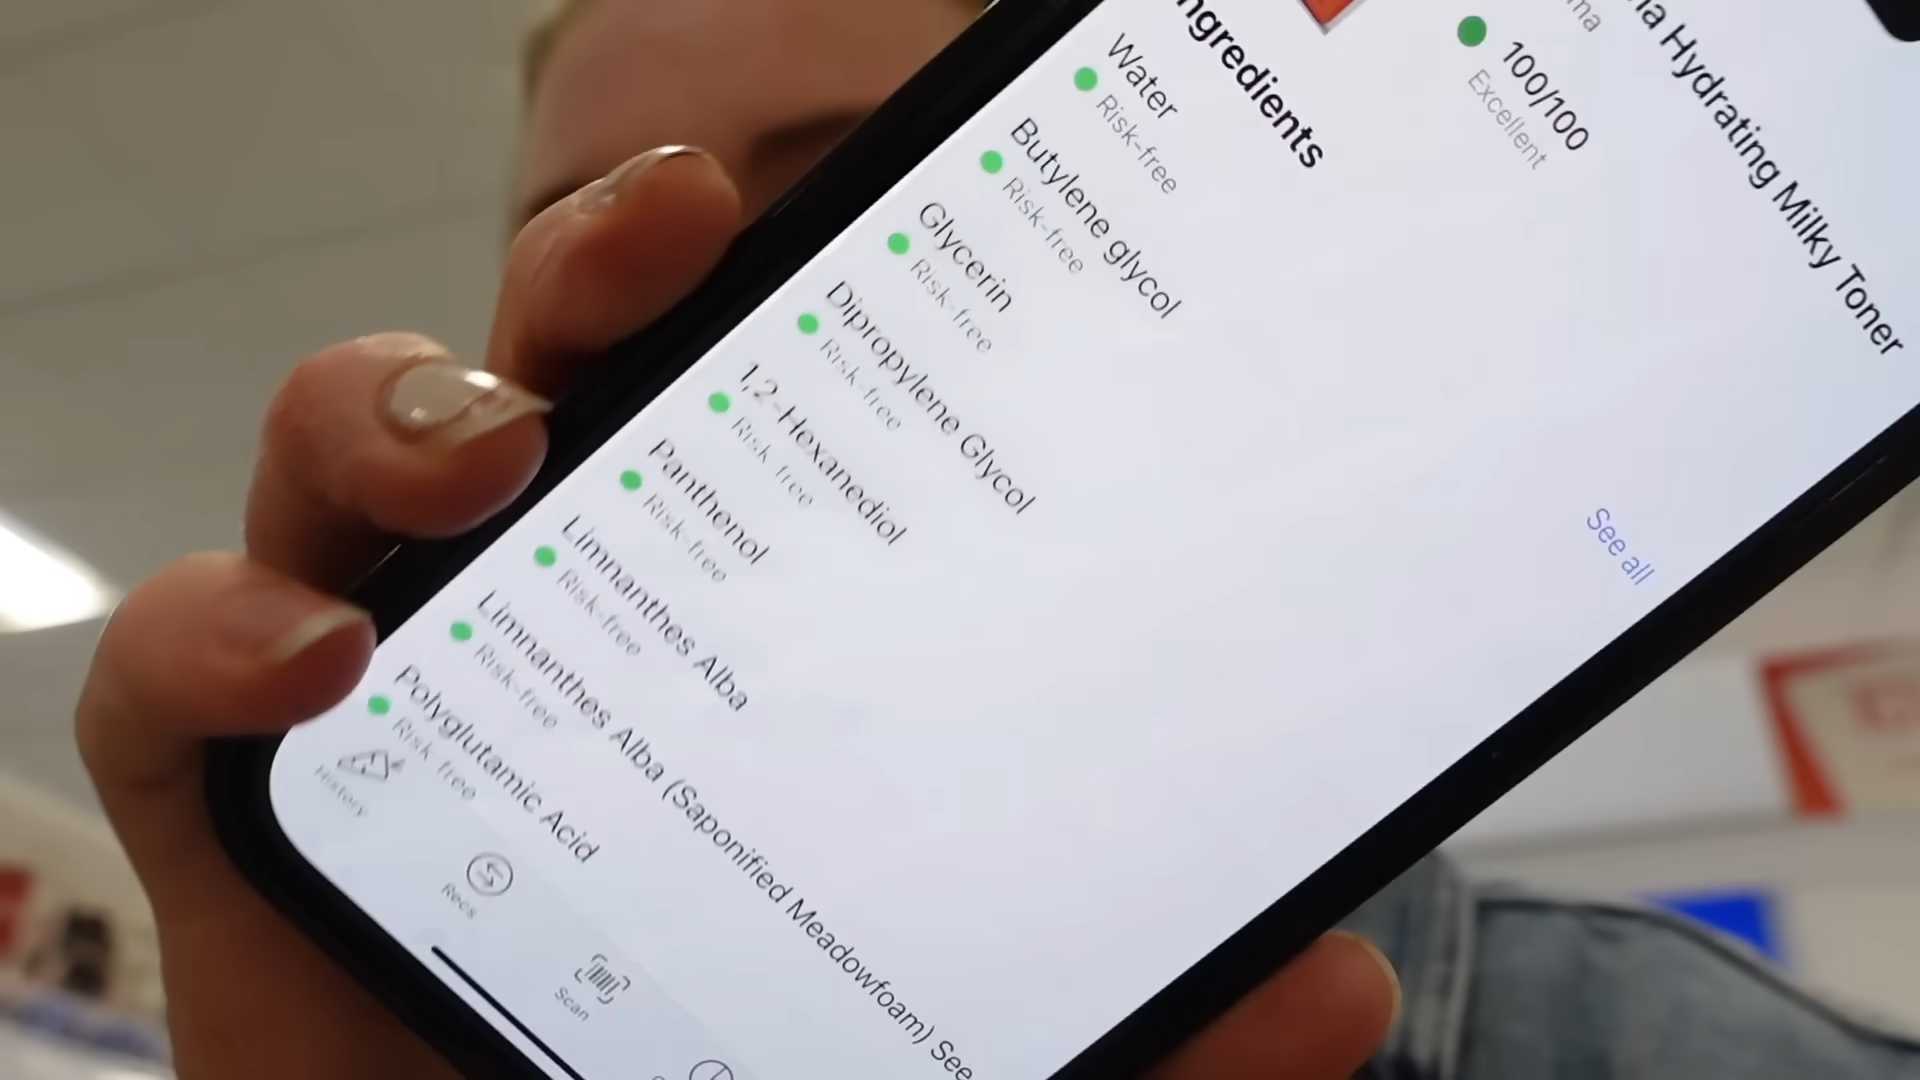 Hydrating Milky Toner
100/100
Excellent
Ingredients
See all
Water
Risk-free
Butylene glycol
Risk-free
Glycerin
Risk-free
Dipropylene Glycol
Risk-free
1,2-Hexanediol
Risk-free
Panthenol
Risk-free
Limnanthes Alba
Risk-free
Limnanthes Alba (Saponified Meadowfoam) See
Risk-free
Polyglutamic Acid
Risk-free
History
Recs
Scan